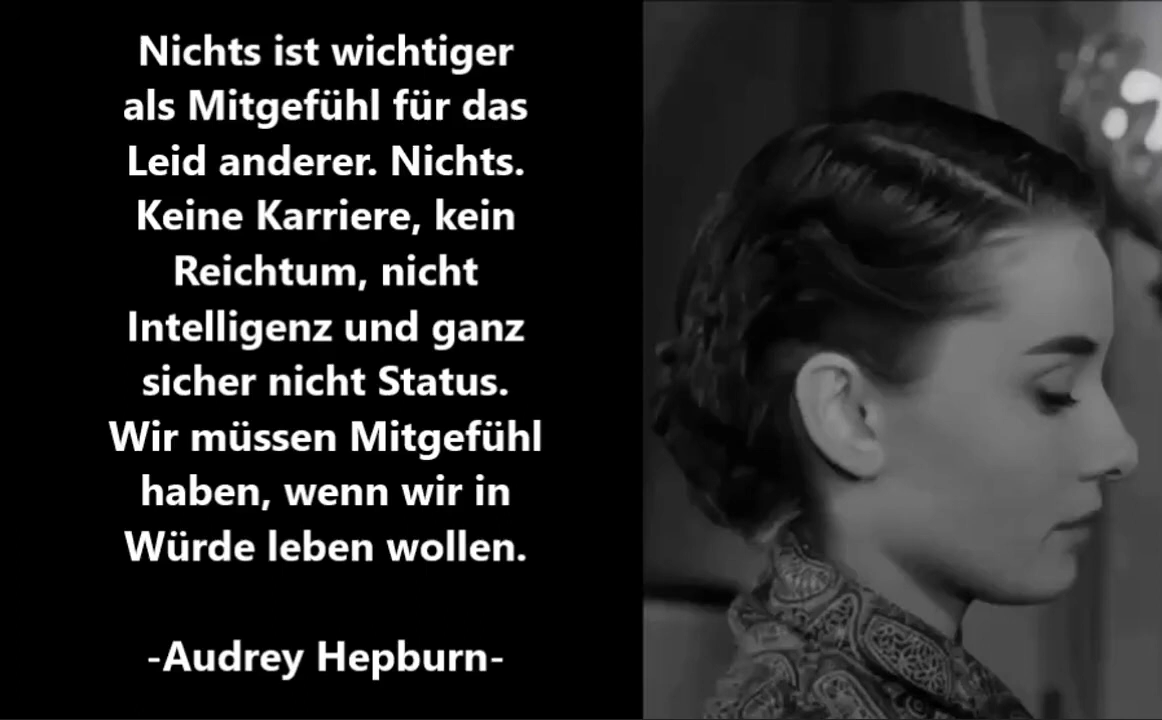 Nichts ist wichtiger
als Mitgefühl für das
Leid anderer. Nichts.
Keine Karriere, kein
Reichtum, nicht
Intelligenz und ganz
sicher nicht Status.
Wir müssen Mitgefühl
haben, wenn wir in
Würde leben wollen.
-Audrey Hepburn-